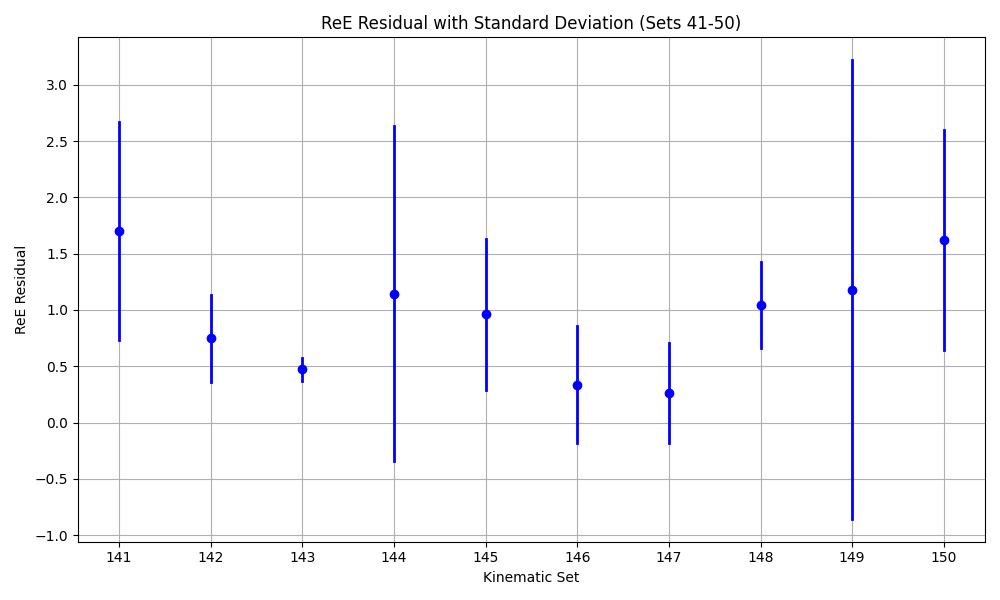 ReE Residual with Standard Deviation (Sets 41-50)
ReE Residual
3.0
2.5
2.0
1.5
1.0
0.5
0.0
−0.5
−1.0
141 142 143 144 145 146 147 148 149 150
Kinematic Set